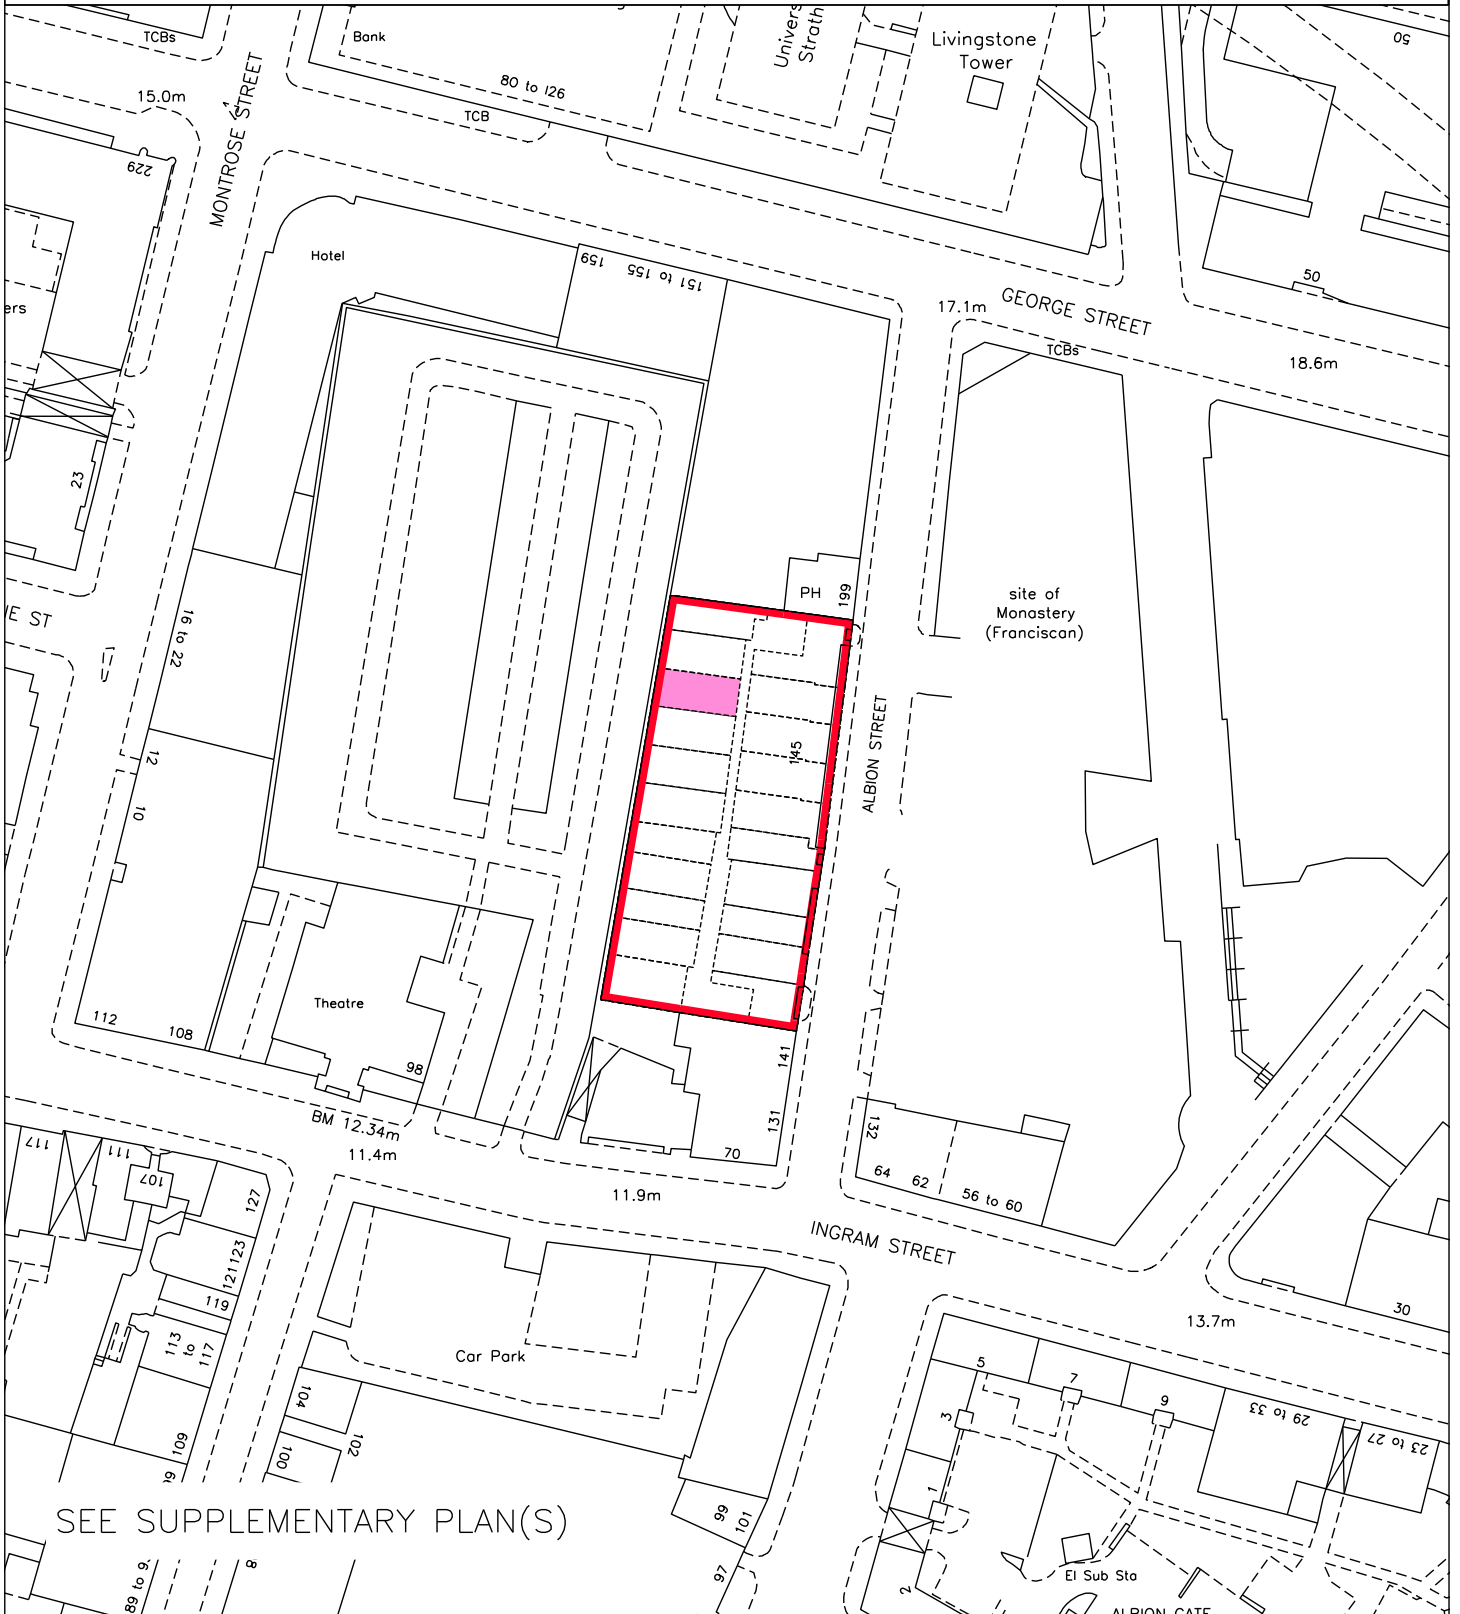 TCBs
Bank
80 to 126
TCB
Livingstone
Tower
50
15.0m
MONTROSE STREET
229
Hotel
159
151 to 155
17.1m
GEORGE STREET
TCBs
50
18.6m
23
PH
199
site of
Monastery
(Franciscan)
16 to 22
145
ALBION STREET
12
10
Theatre
112
108
98
141
131
70
132
64
62
56 to 60
BM 12.34m
11.4m
11.9m
INGRAM STREET
117
111
107
127
123
121
119
113
to
117
109
104
102
100
Car Park
30
13.7m
5
7
9
3
1
2
29 to 33
23 to 27
99
101
97
SEE SUPPLEMENTARY PLAN(S)
8
El Sub Sta
ALBION GATE